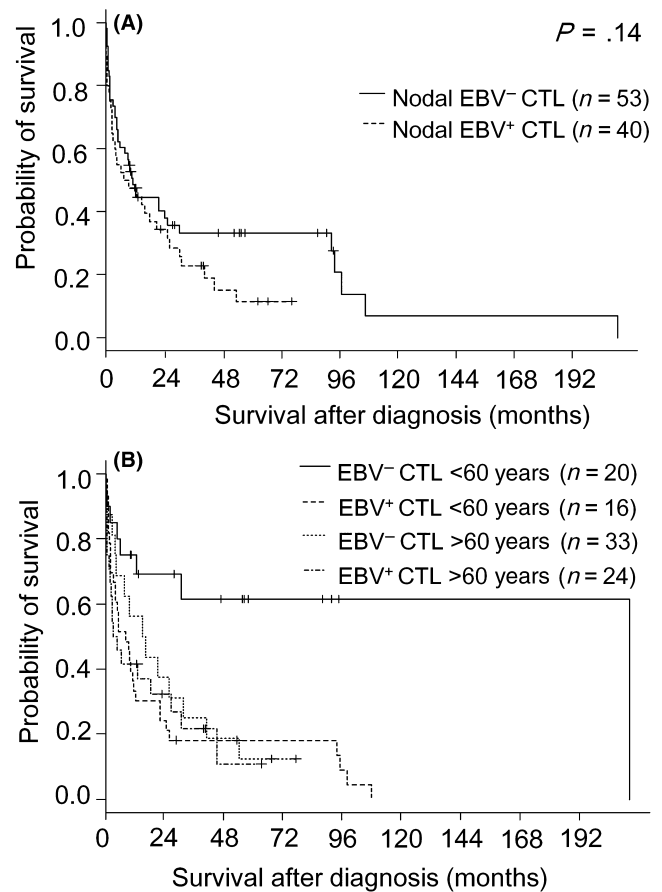 (A)
P = .14
Nodal EBV⁻ CTL (n = 53)
Nodal EBV⁺ CTL (n = 40)
Probability of survival
1.0
0.8
0.6
0.4
0.2
0.0
0 24 48 72 96 120 144 168 192
Survival after diagnosis (months)
(B)
EBV⁻ CTL <60 years (n = 20)
EBV⁺ CTL <60 years (n = 16)
EBV⁻ CTL >60 years (n = 33)
EBV⁺ CTL >60 years (n = 24)
Probability of survival
1.0
0.8
0.6
0.4
0.2
0.0
0 24 48 72 96 120 144 168 192
Survival after diagnosis (months)